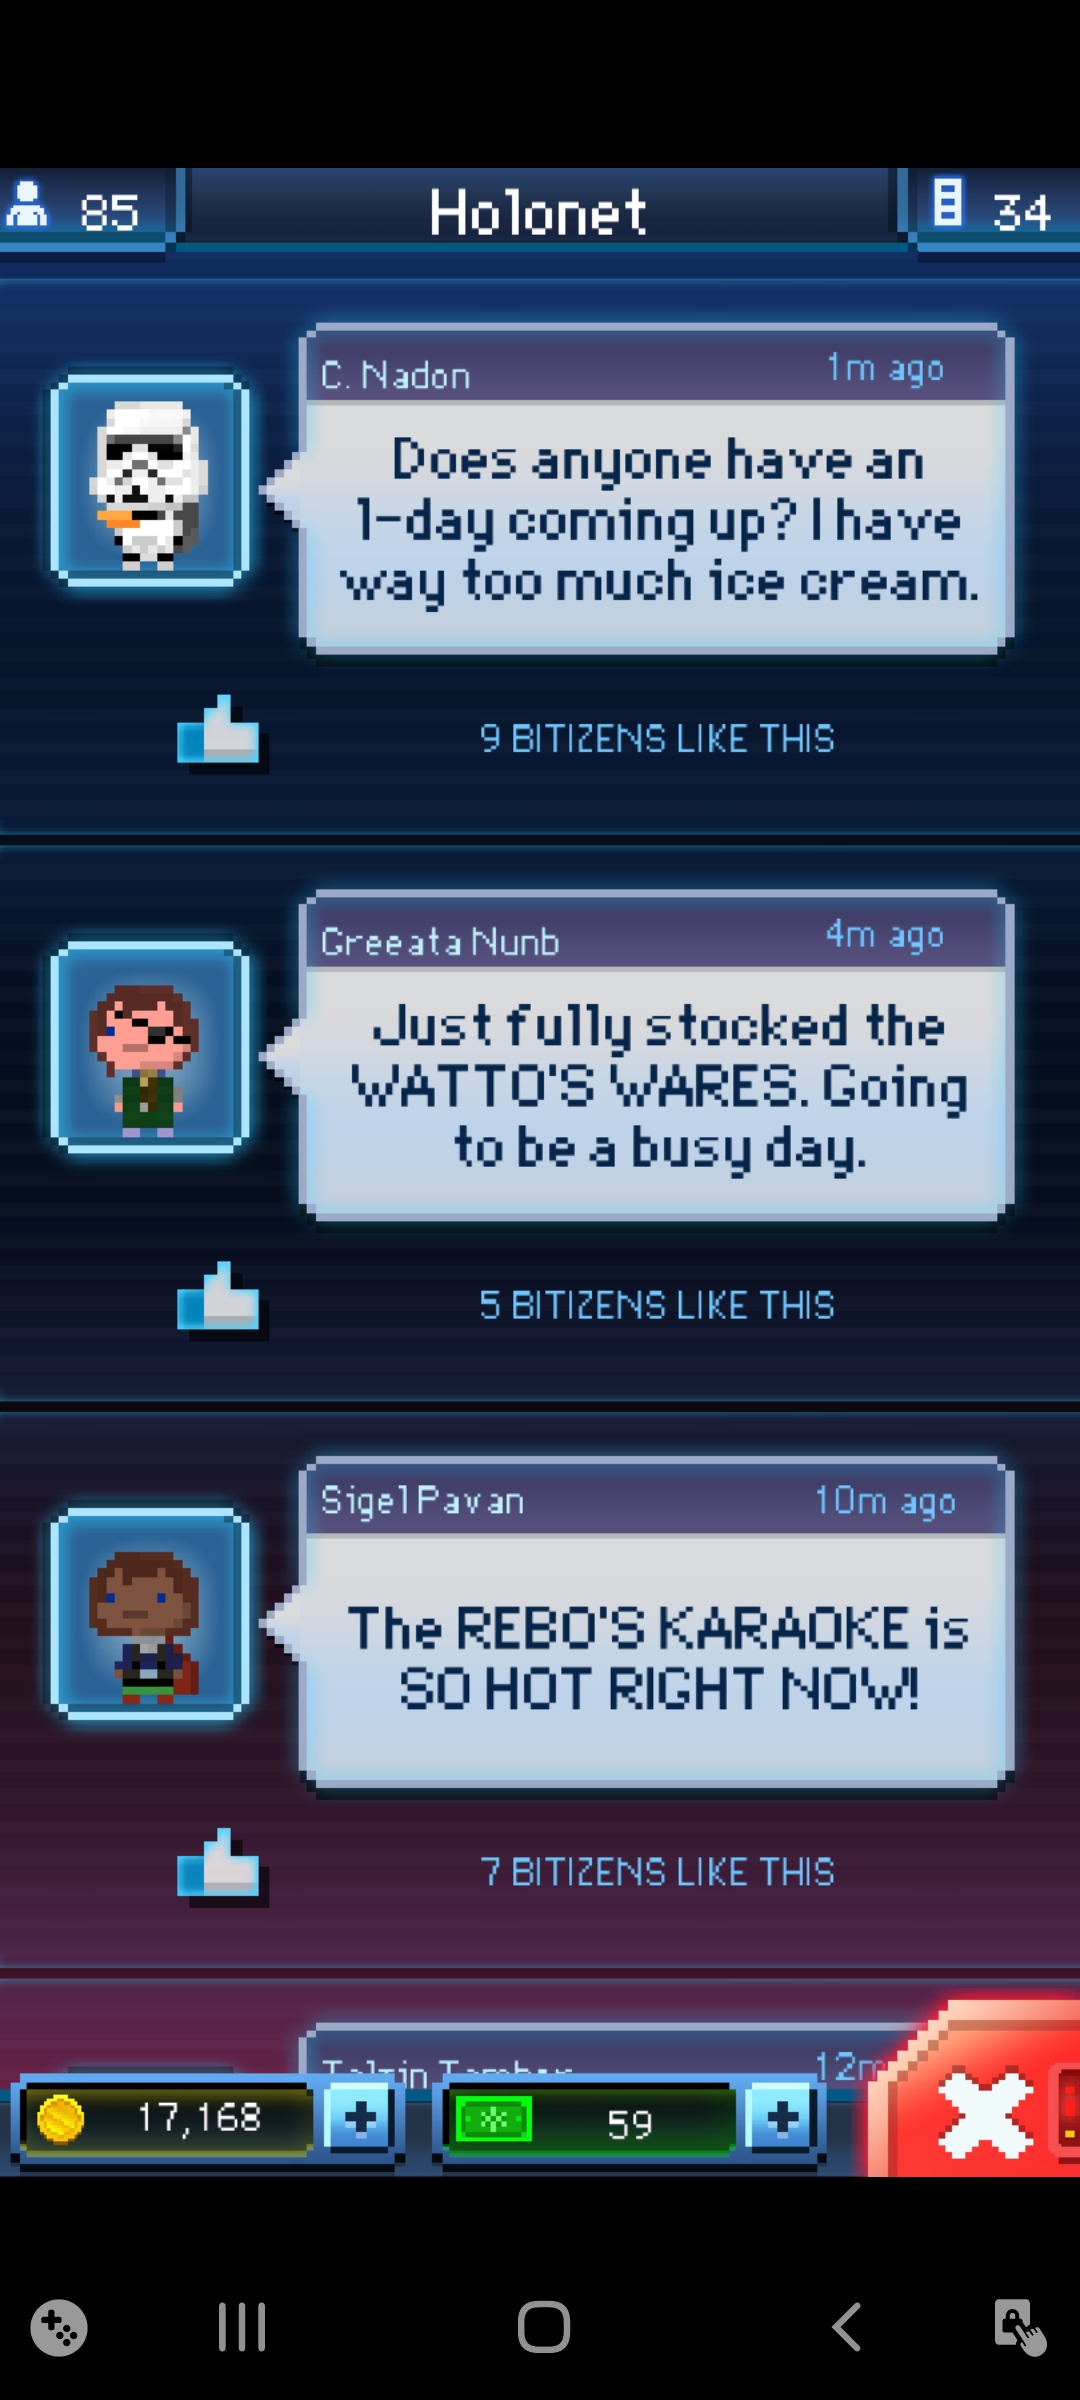 85
Holonet
34
C. Nadon
1m ago
Does anyone have an
1-day coming up? I have
way too much ice cream.
9 BITIZENS LIKE THIS
Greeata Nunb
4m ago
Just fully stocked the
WATTO'S WARES. Going
to be a busy day.
5 BITIZENS LIKE THIS
Sigel Pavan
10m ago
The REBO'S KARAOKE is
SO HOT RIGHT NOW!
7 BITIZENS LIKE THIS
12m
17,168
59